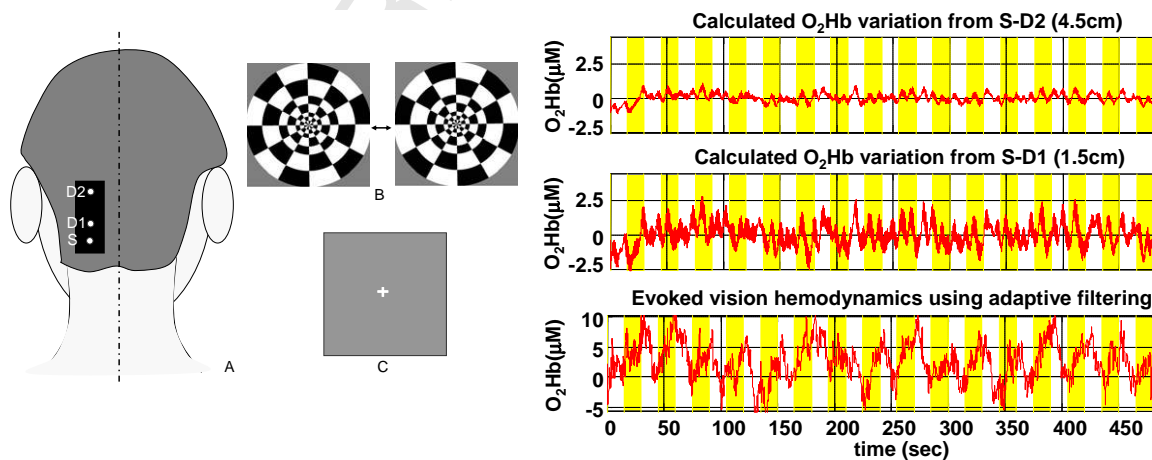 D2
D1
S
A
B
C
Calculated O₂Hb variation from S-D2 (4.5cm)
O₂Hb(μM)
2.5
0
-2.5
Calculated O₂Hb variation from S-D1 (1.5cm)
O₂Hb(μM)
2.5
0
-2.5
Evoked vision hemodynamics using adaptive filtering
O₂Hb(μM)
10
5
0
-5
0 50 100 150 200 250 300 350 400 450
time (sec)